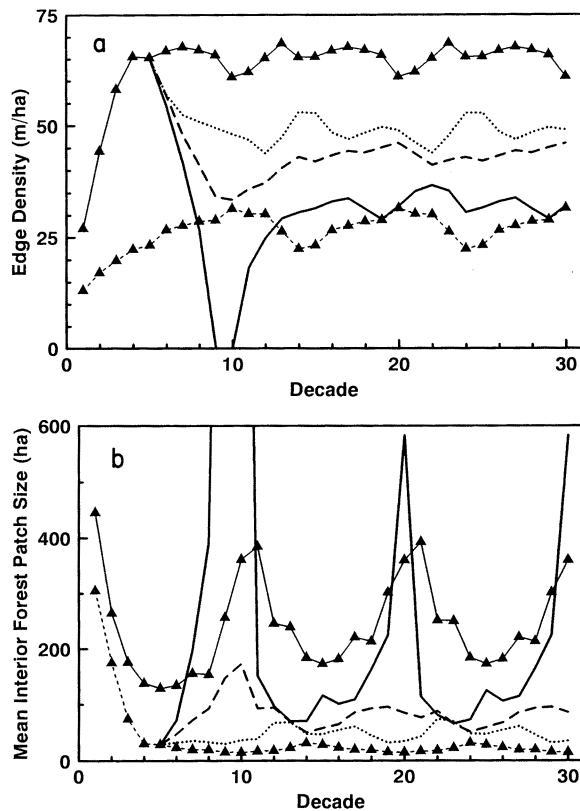 75
a
50
25
0
Edge Density (m/ha)
0 10 20 30
Decade
600
b
400
200
0
Mean Interior Forest Patch Size (ha)
0 10 20 30
Decade